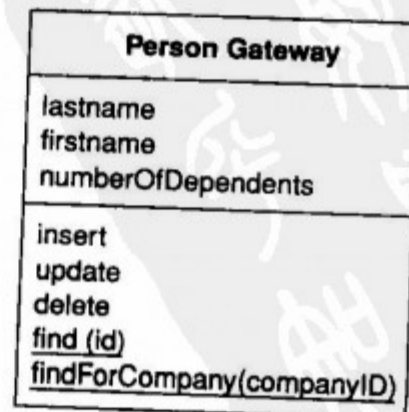 Person Gateway
lastname
firstname
numberOfDependents
insert
update
delete
find (id)
findForCompany(companyID)